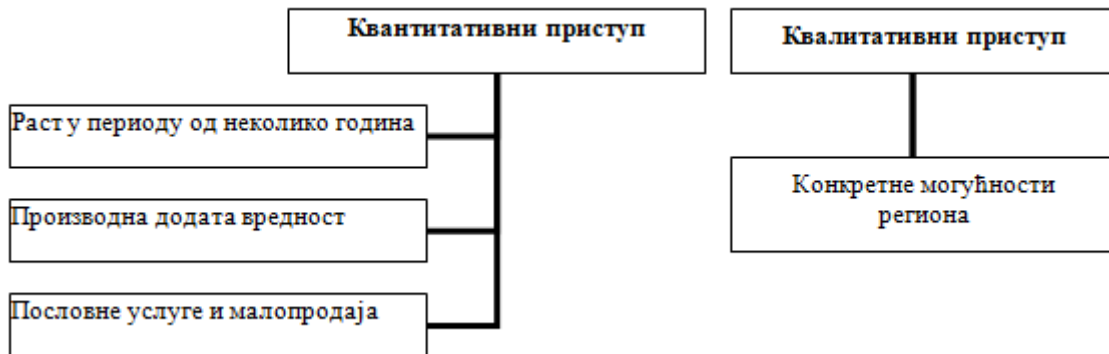 Квантитативни приступ
Раст у периоду од неколико година
Производна додата вредност
Пословне услуге и малопродаја
Квалитативни приступ
Конкретне могућности
региона